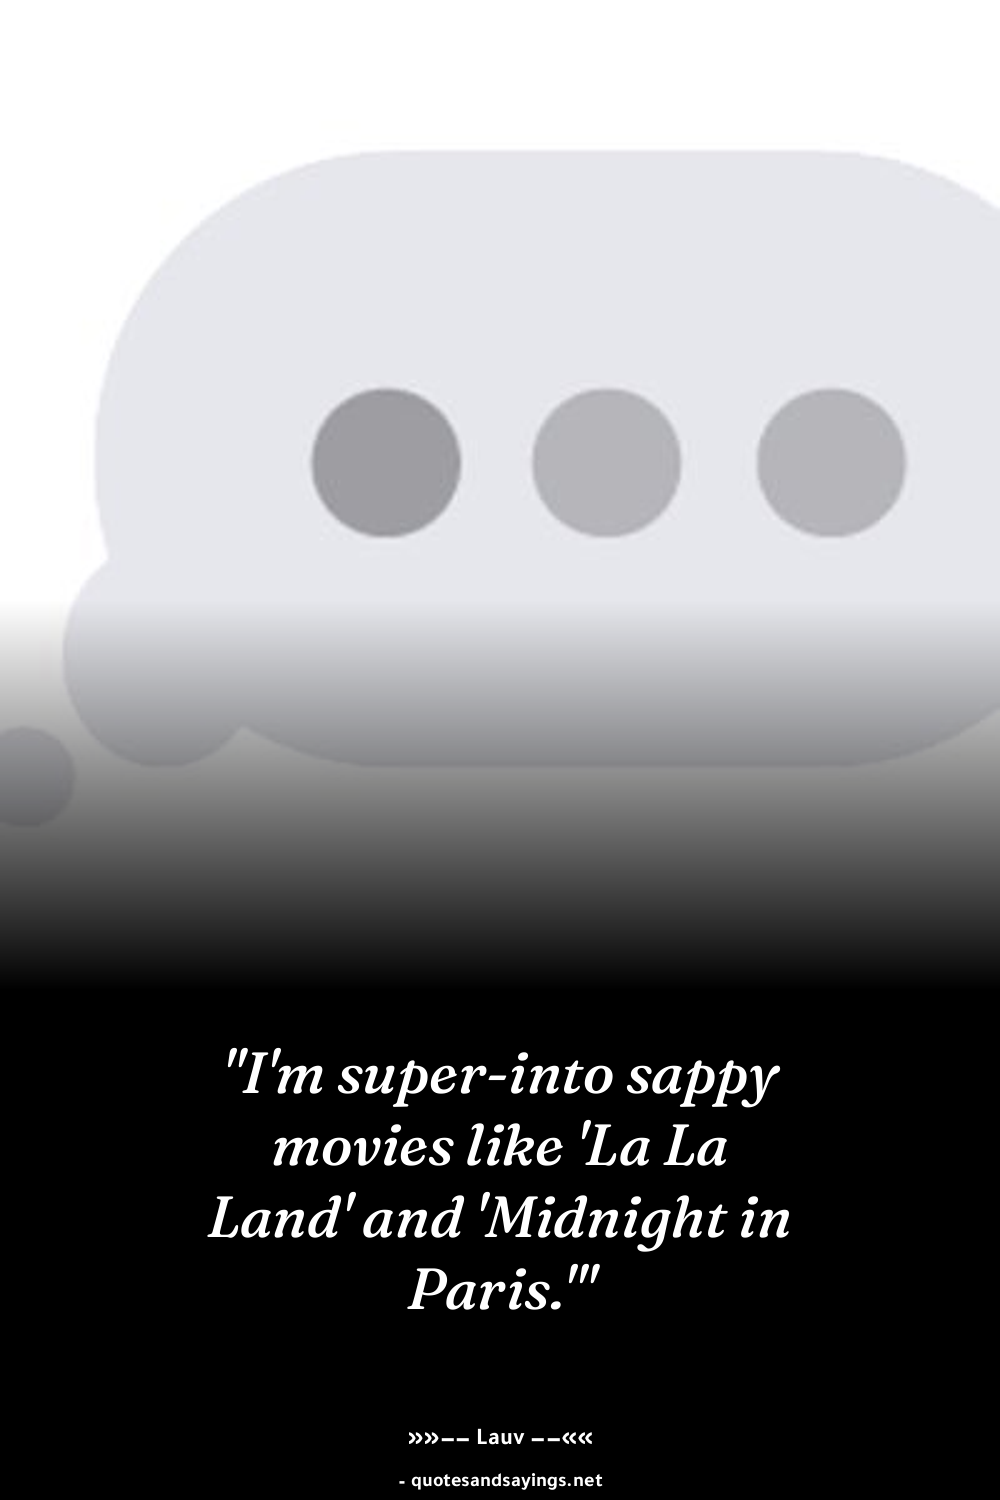 "I'm super-into sappy
movies like 'La La
Land' and 'Midnight in
Paris.'"
»»–– Lauv ––««
- quotesandsayings.net